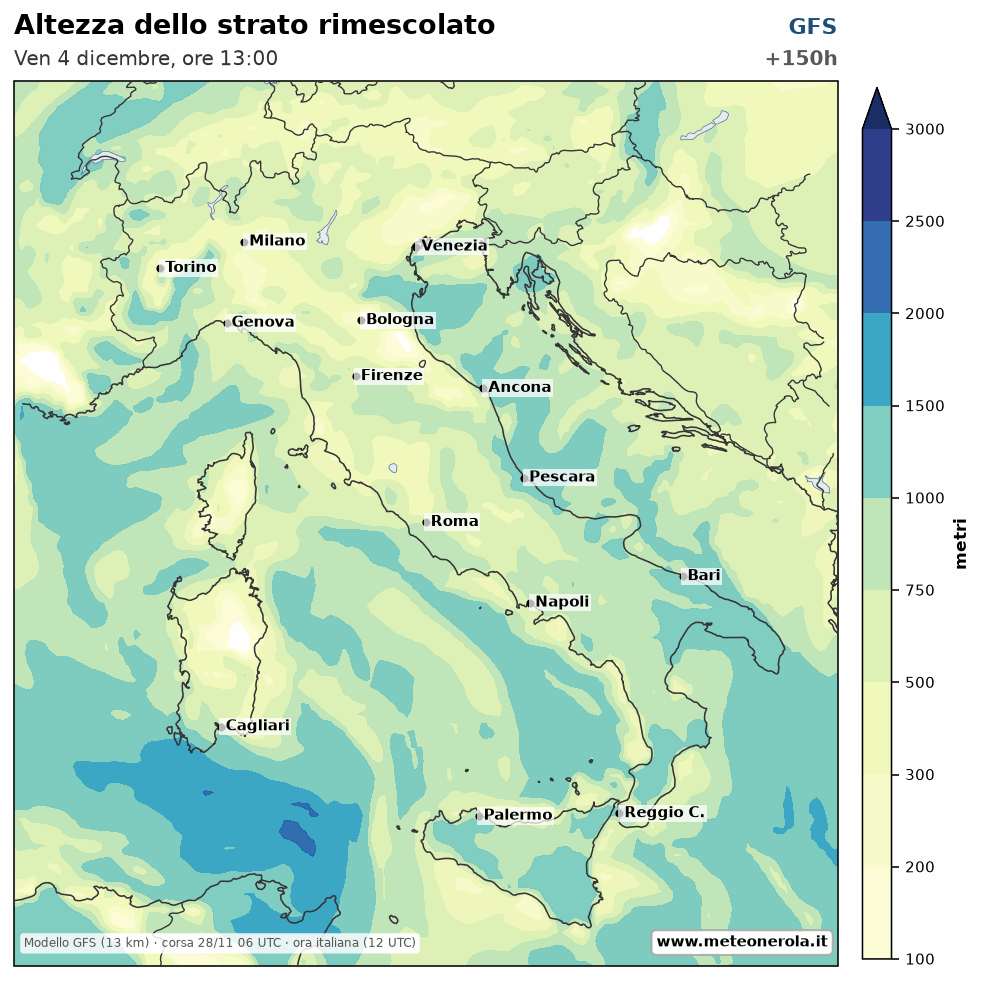 Altezza dello strato rimescolato
GFS
Ven 4 dicembre, ore 13:00
+150h
3000
2500
2000
1500
1000
750
500
300
200
100
metri
Milano
Venezia
Torino
Genova
Bologna
Firenze
Ancona
Pescara
Roma
Bari
Napoli
Cagliari
Palermo
Reggio C.
Modello GFS (13 km) · corsa 28/11 06 UTC · ora italiana (12 UTC)
www.meteonerola.it